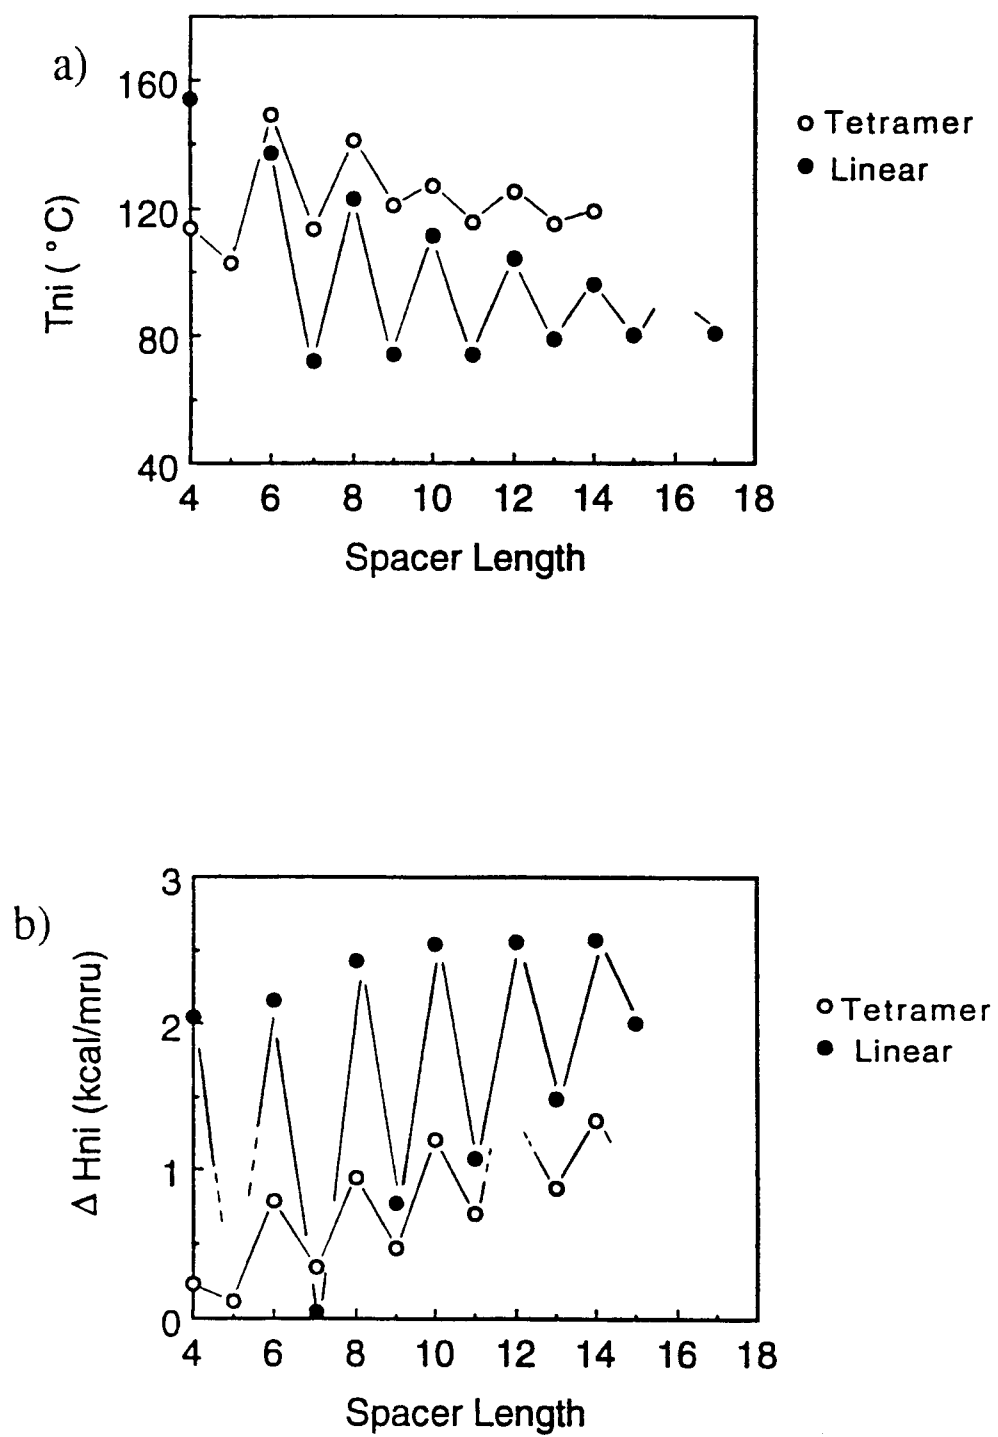 a)
160
120
80
40
Tni ( °C)
4 6 8 10 12 14 16 18
Spacer Length
Tetramer
Linear
b)
3
2
1
0
Δ Hni (kcal/mru)
4 6 8 10 12 14 16 18
Spacer Length
Tetramer
Linear